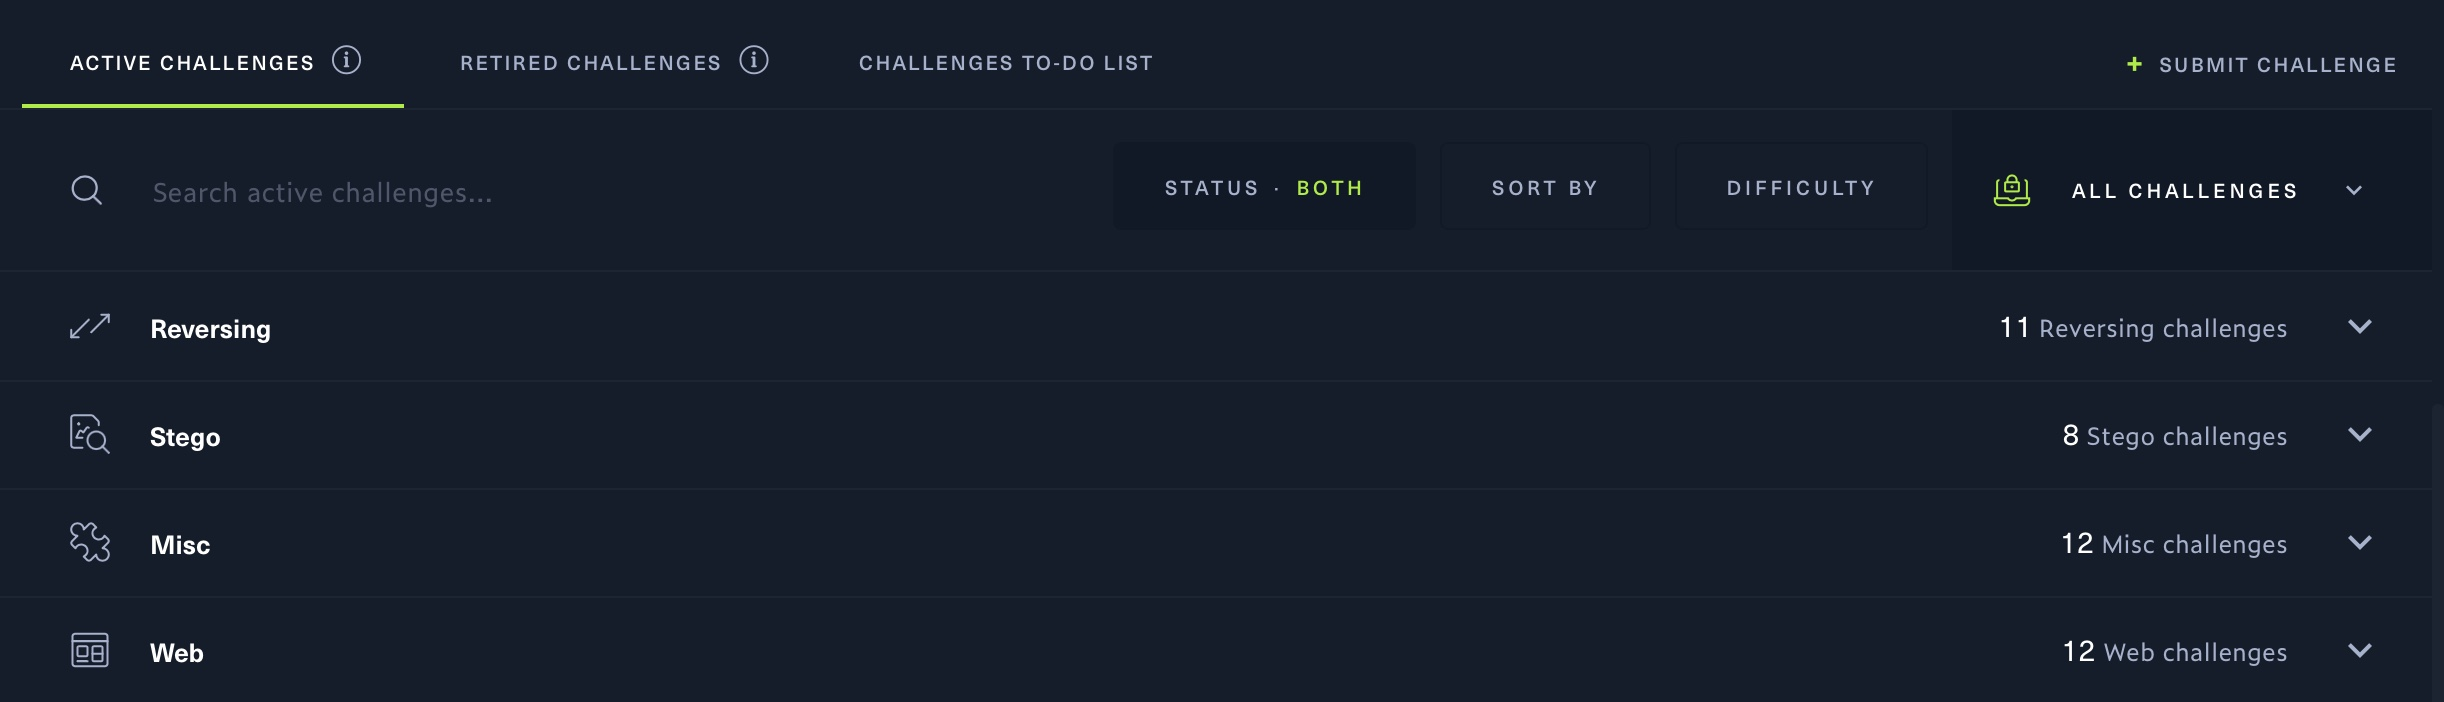 ACTIVE CHALLENGES RETIRED CHALLENGES CHALLENGES TO-DO LIST + SUBMIT CHALLENGE
Search active challenges... STATUS · BOTH SORT BY DIFFICULTY ALL CHALLENGES
Reversing 11 Reversing challenges
Stego 8 Stego challenges
Misc 12 Misc challenges
Web 12 Web challenges